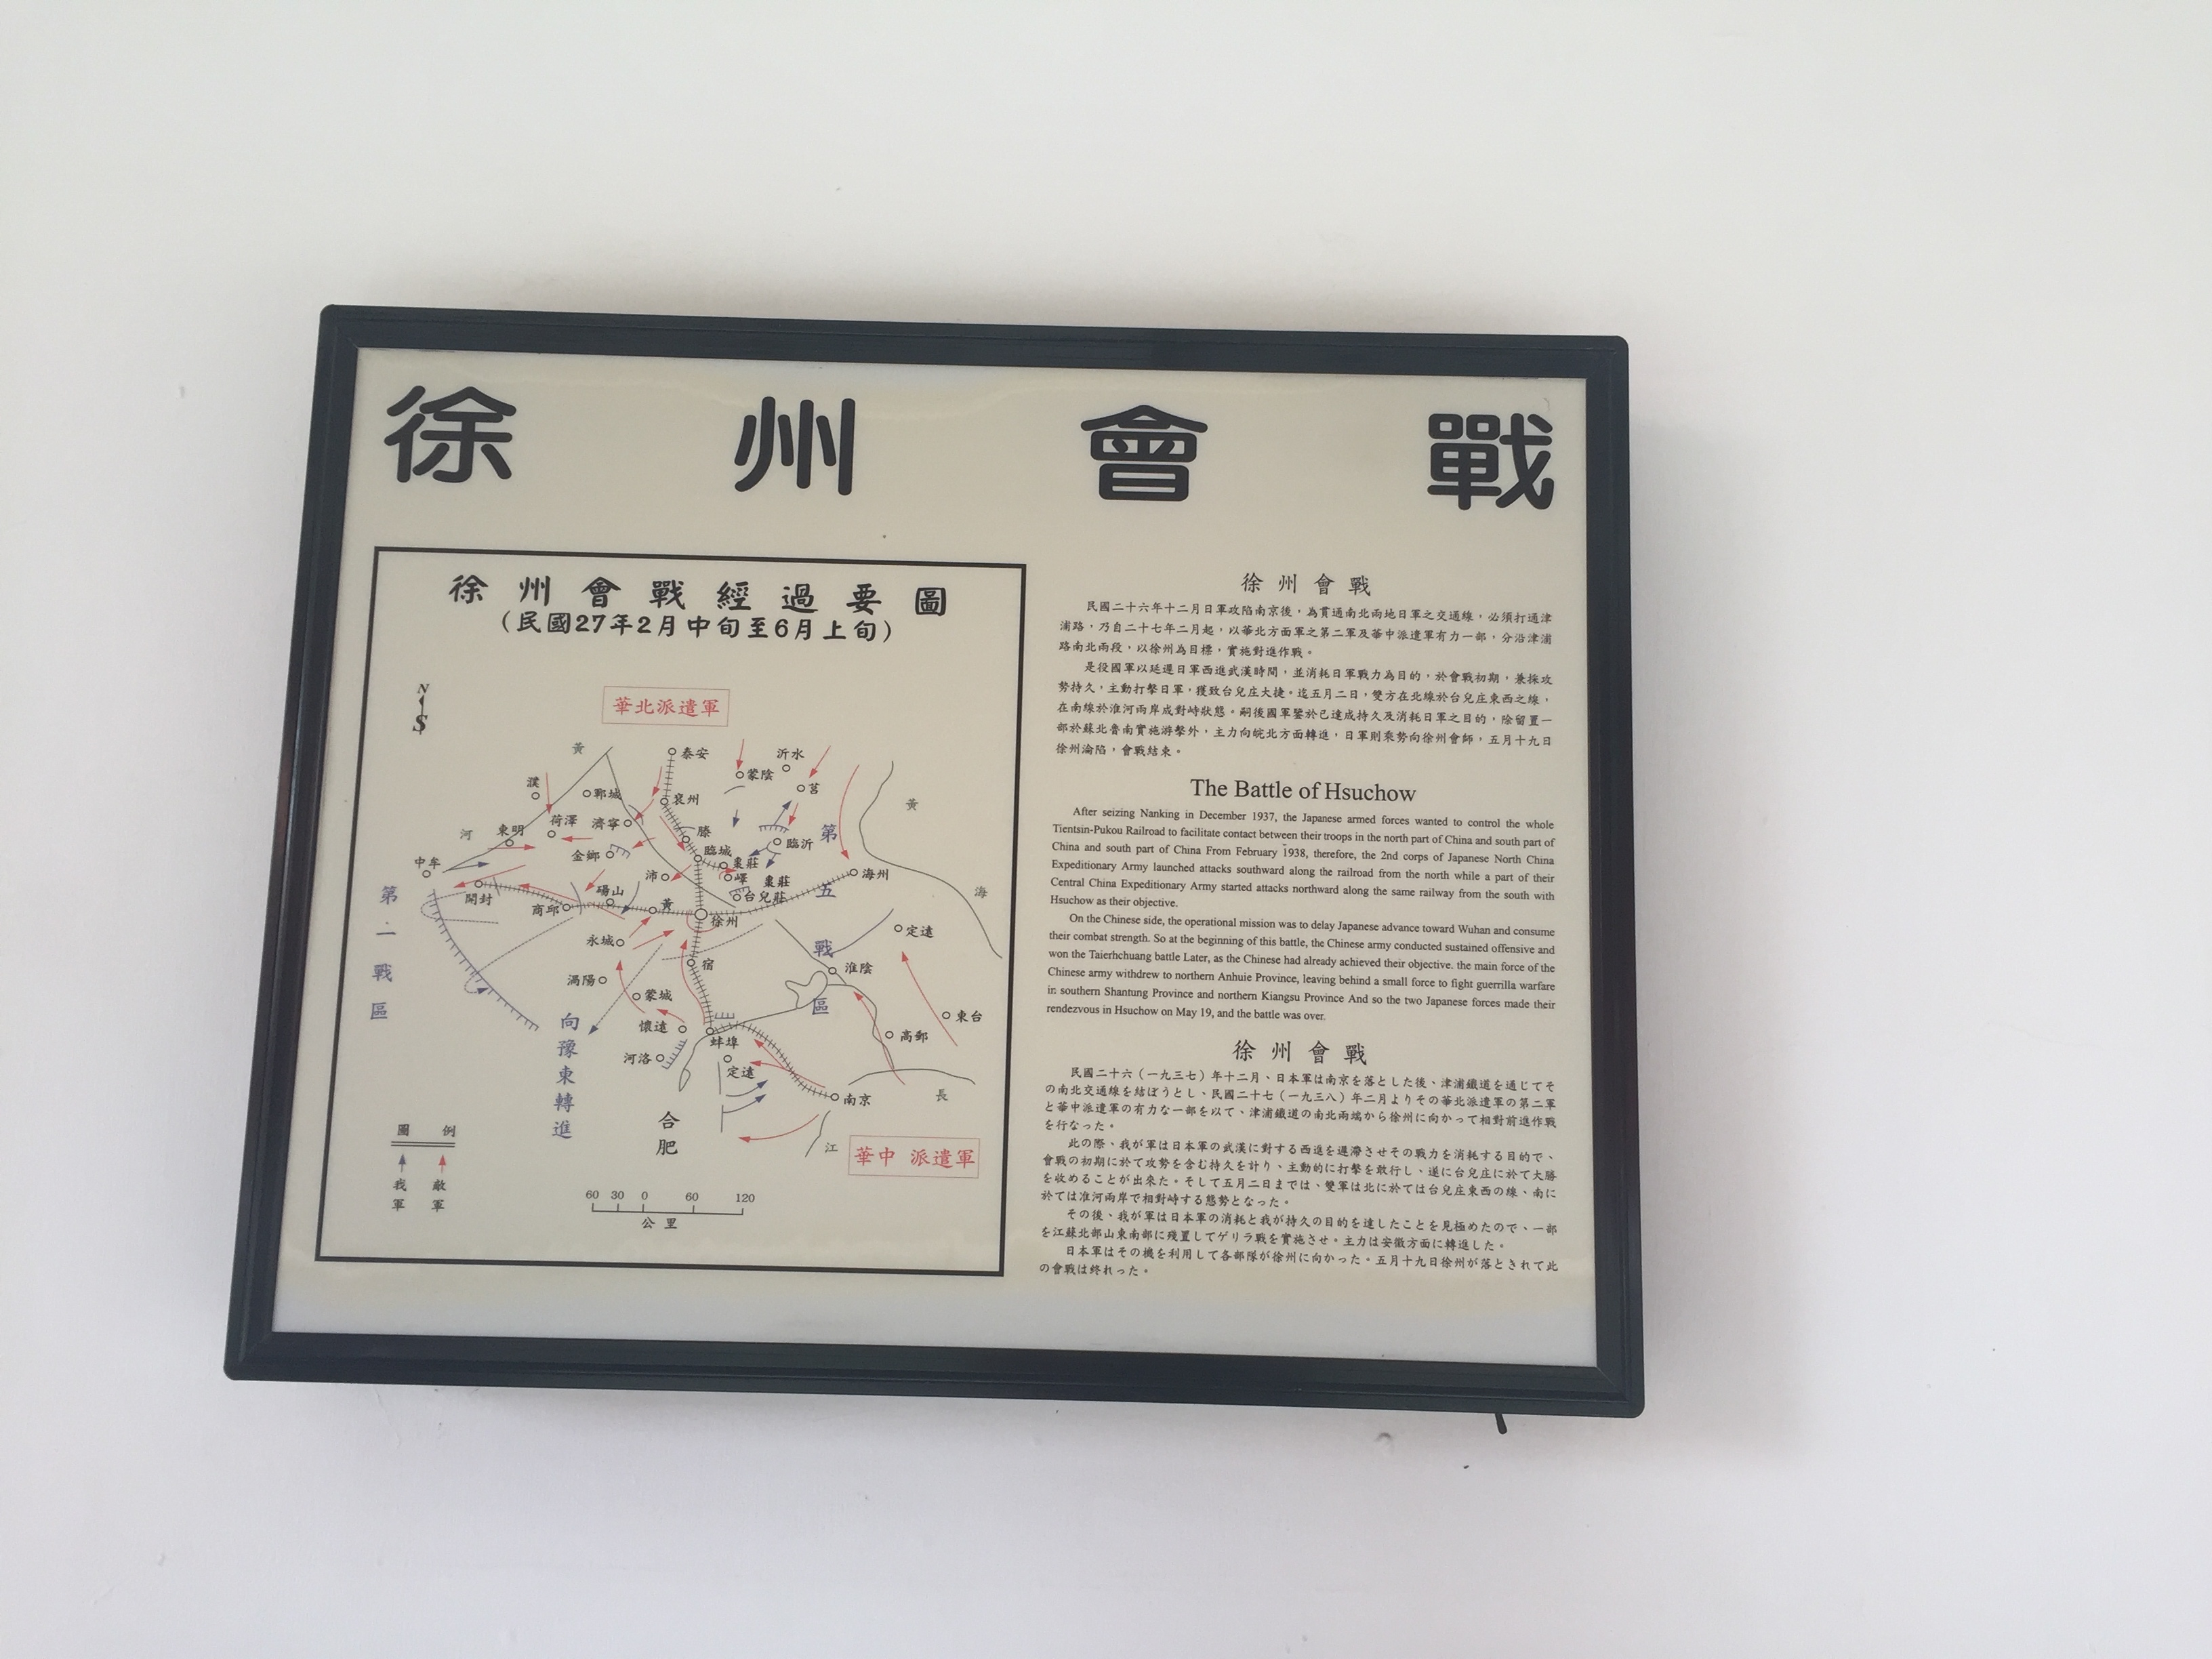 徐州會戰
徐州會戰經過要圖
(民國27年2月中旬至6月上旬)
N
S
華北派遣軍
黃
泰安
沂水
濮
鄆城
蒙陰
莒
袞州
黃
河
東明
荷澤
濟寧
滕
第
臨沂
金鄉
臨城
中牟
棗莊
沛
嶧
棗莊
海州
開封
碭山
台兒莊
五
海
第
商邱
黃
徐州
一
永城
定遠
戰
戰
宿
淮陰
渦陽
區
蒙城
區
向
懷遠
東台
豫
河洛
蚌埠
高郵
東
定遠
轉
南京
長
進
合
肥
江
華中 派遣軍
圖 例
我軍
敵軍
60 30 0 60 120
公里
徐州會戰
民國二十六年十二月日軍攻陷南京後，為貫通南北兩地日軍之交通線，必須打通津
浦路，乃自二十七年二月起，以華北方面軍之第二軍及華中派遣軍有力一部，分沿津浦
路南北兩段，以徐州為目標，實施對進作戰。
是役國軍以延遲日軍西進武漢時間，並消耗日軍戰力為目的，於會戰初期，兼採攻
勢持久，主動打擊日軍，獲致台兒庄大捷。迄五月二日，雙方在北線於台兒庄東西之線，
在南線於淮河兩岸成對峙狀態。嗣後國軍鑒於已達成持久及消耗日軍之目的，除留置一
部於蘇北魯南實施游擊外，主力向皖北方面轉進，日軍則乘勢向徐州會師，五月十九日
徐州淪陷，會戰結束。
The Battle of Hsuchow
After seizing Nanking in December 1937, the Japanese armed forces wanted to control the whole
Tientsin-Pukou Railroad to facilitate contact between their troops in the north part of China and south part of
China and south part of China From February 1938, therefore, the 2nd corps of Japanese North China
Expeditionary Army launched attacks southward along the railroad from the north while a part of their
Central China Expeditionary Army started attacks northward along the same railway from the south with
Hsuchow as their objective.
On the Chinese side, the operational mission was to delay Japanese advance toward Wuhan and consume
their combat strength. So at the beginning of this battle, the Chinese army conducted sustained offensive and
won the Taierhchuang battle Later, as the Chinese had already achieved their objective. the main force of the
Chinese army withdrew to northern Anhuie Province, leaving behind a small force to fight guerrilla warfare
in southern Shantung Province and northern Kiangsu Province And so the two Japanese forces made their
rendezvous in Hsuchow on May 19, and the battle was over.
徐州會戰
民國二十六（一九三七）年十二月、日本軍は南京を落とした後、津浦鐵道を通じてそ
の南北交通線を結ぼうとし、民國二十七（一九三八）年二月よりその華北派遣軍の第二軍
と華中派遣軍の有力な一部を以て、津浦鐵道の南北兩端から徐州に向かって相對前進作戰
を行なった。
此の際、我が軍は日本軍の武漢に對する西進を遲滯させその戰力を消耗する目的で、
會戰の初期に於て攻勢を含む持久を計り、主動的に打擊を敢行し、遂に台兒庄に於て大勝
を收めることが出來た。そして五月二日までは、雙軍は北に於ては台兒庄東西の線、南に
於ては淮河兩岸で相對峙する態勢となった。
その後、我が軍は日本軍の消耗と我が持久の目的を達したことを見極めたので、一部
を江蘇北部山東南部に殘置してゲリラ戰を實施させ。主力は安徽方面に轉進した。
日本軍はその機を利用して各部隊が徐州に向かった。五月十九日徐州が落とされて此
の會戰は終れった。